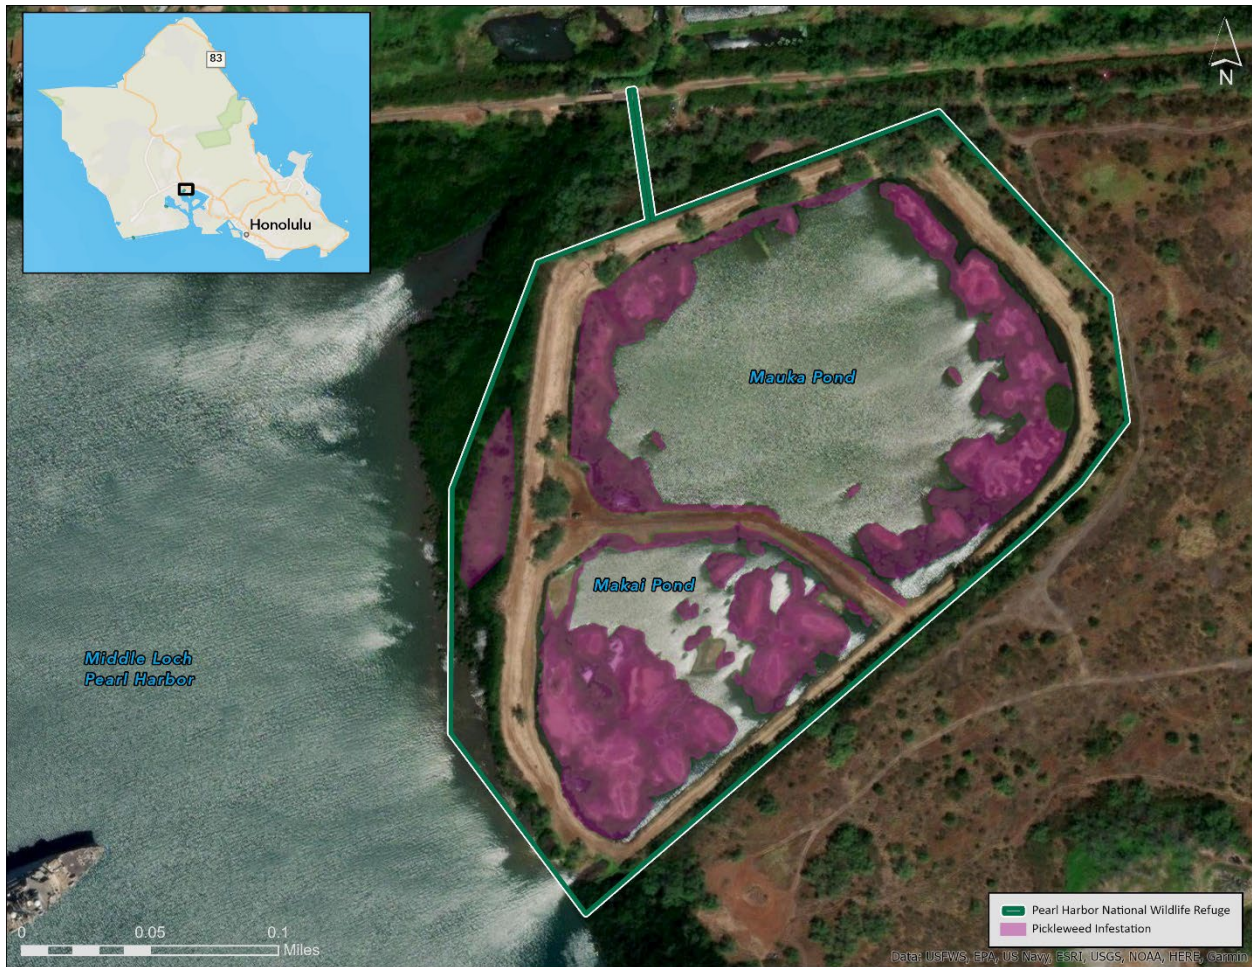 83
Honolulu
N
Mauka Pond
Makai Pond
Middle Loch
Pearl Harbor
0 0.05 0.1
Miles
Pearl Harbor National Wildlife Refuge
Pickleweed Infestation
Data: USFWS, EPA, US Navy, ESRI, USGS, NOAA, HERE, Garmin